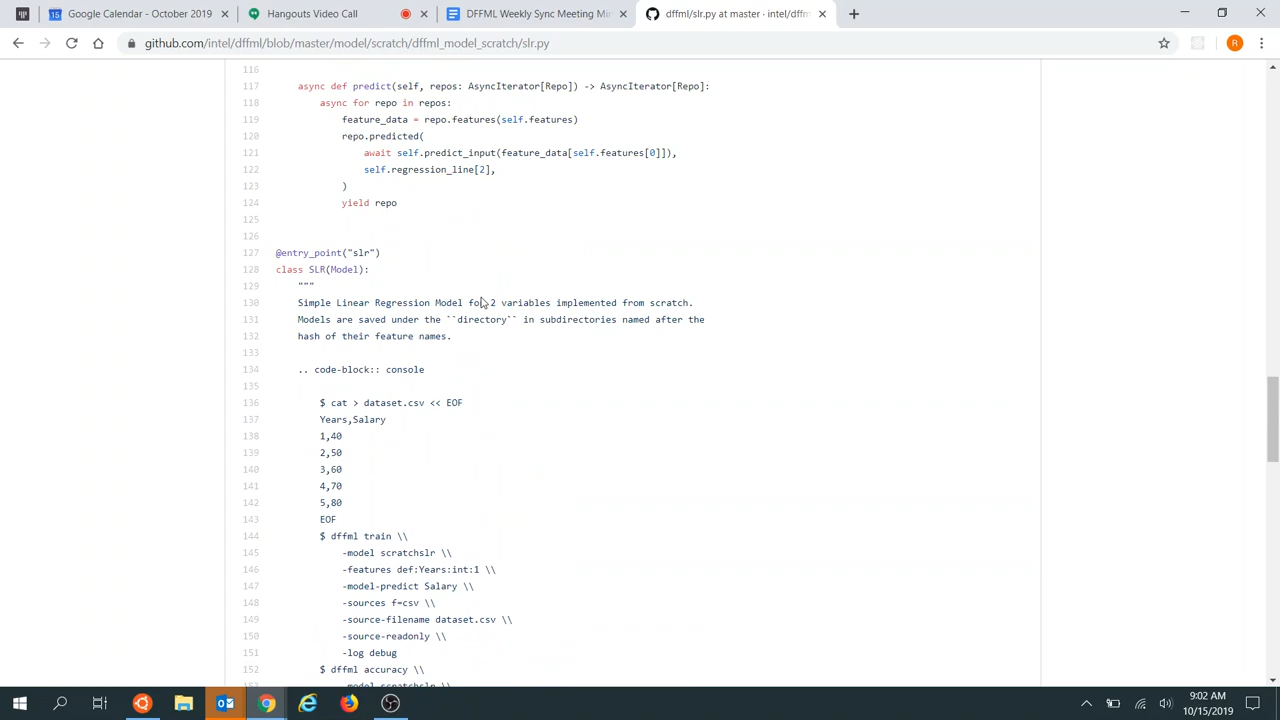 Google Calendar - October 2019
Hangouts Video Call
DFFML Weekly Sync Meeting Min
dffml/slr.py at master · intel/dffm
github.com/intel/dffml/blob/master/model/scratch/dffml_model_scratch/slr.py
R
116
117 async def predict(self, repos: AsyncIterator[Repo]) -> AsyncIterator[Repo]:
118 async for repo in repos:
119 feature_data = repo.features(self.features)
120 repo.predicted(
121 await self.predict_input(feature_data[self.features[0]]),
122 self.regression_line[2],
123 )
124 yield repo
125
126
127 @entry_point("slr")
128 class SLR(Model):
129 """
130 Simple Linear Regression Model for 2 variables implemented from scratch.
131 Models are saved under the ``directory`` in subdirectories named after the
132 hash of their feature names.
133
134 .. code-block:: console
135
136 $ cat > dataset.csv << EOF
137 Years,Salary
138 1,40
139 2,50
140 3,60
141 4,70
142 5,80
143 EOF
144 $ dffml train \\
145 -model scratchslr \\
146 -features def:Years:int:1 \\
147 -model-predict Salary \\
148 -sources f=csv \\
149 -source-filename dataset.csv \\
150 -source-readonly \\
151 -log debug
152 $ dffml accuracy \\
9:02 AM
10/15/2019